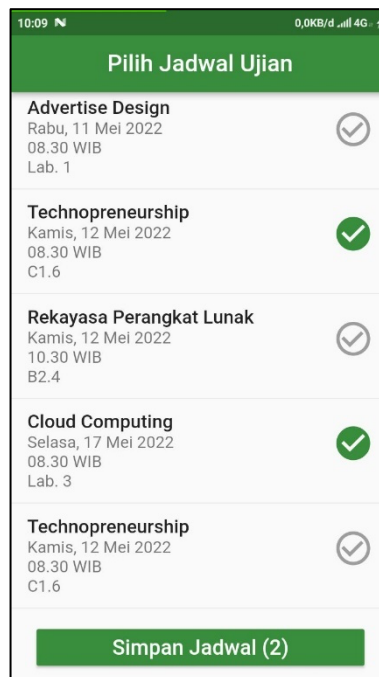 10:09
0,0KB/d 4G
Pilih Jadwal Ujian
Advertise Design
Rabu, 11 Mei 2022
08.30 WIB
Lab. 1
Technopreneurship
Kamis, 12 Mei 2022
08.30 WIB
C1.6
Rekayasa Perangkat Lunak
Kamis, 12 Mei 2022
10.30 WIB
B2.4
Cloud Computing
Selasa, 17 Mei 2022
08.30 WIB
Lab. 3
Technopreneurship
Kamis, 12 Mei 2022
08.30 WIB
C1.6
Simpan Jadwal (2)